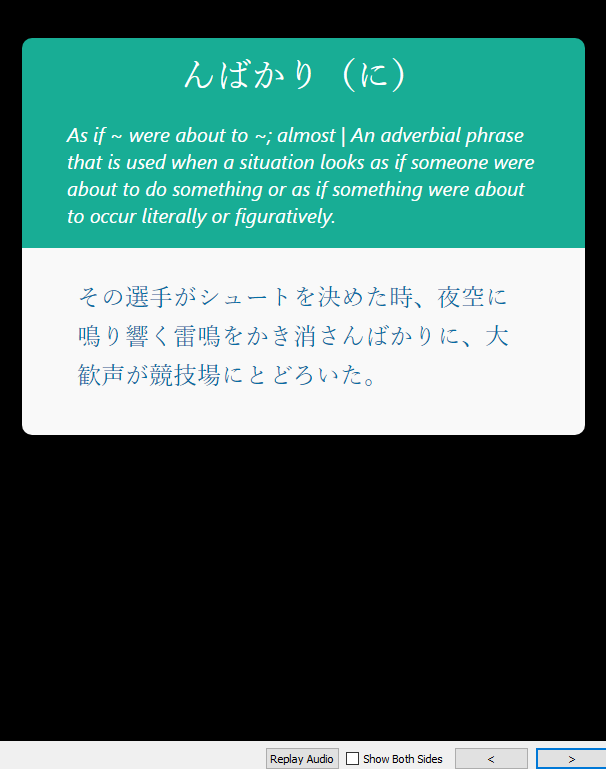 んばかり（に）
As if ~ were about to ~; almost | An adverbial phrase
that is used when a situation looks as if someone were
about to do something or as if something were about
to occur literally or figuratively.
その選手がシュートを決めた時、夜空に
鳴り響く雷鳴をかき消さんばかりに、大
歓声が競技場にとどろいた。
Replay Audio
Show Both Sides
<
>